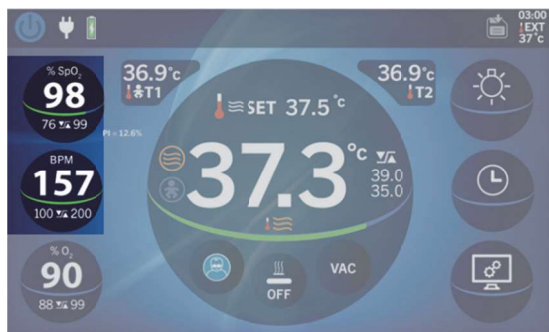 03:00
EXT
37°C
% SpO₂
98
76 99
PI = 12.6%
36.9°C
T1
36.9°C
T2
SET 37.5°C
37.3°C
39.0
35.0
BPM
157
100 200
% O₂
90
88 99
OFF
VAC